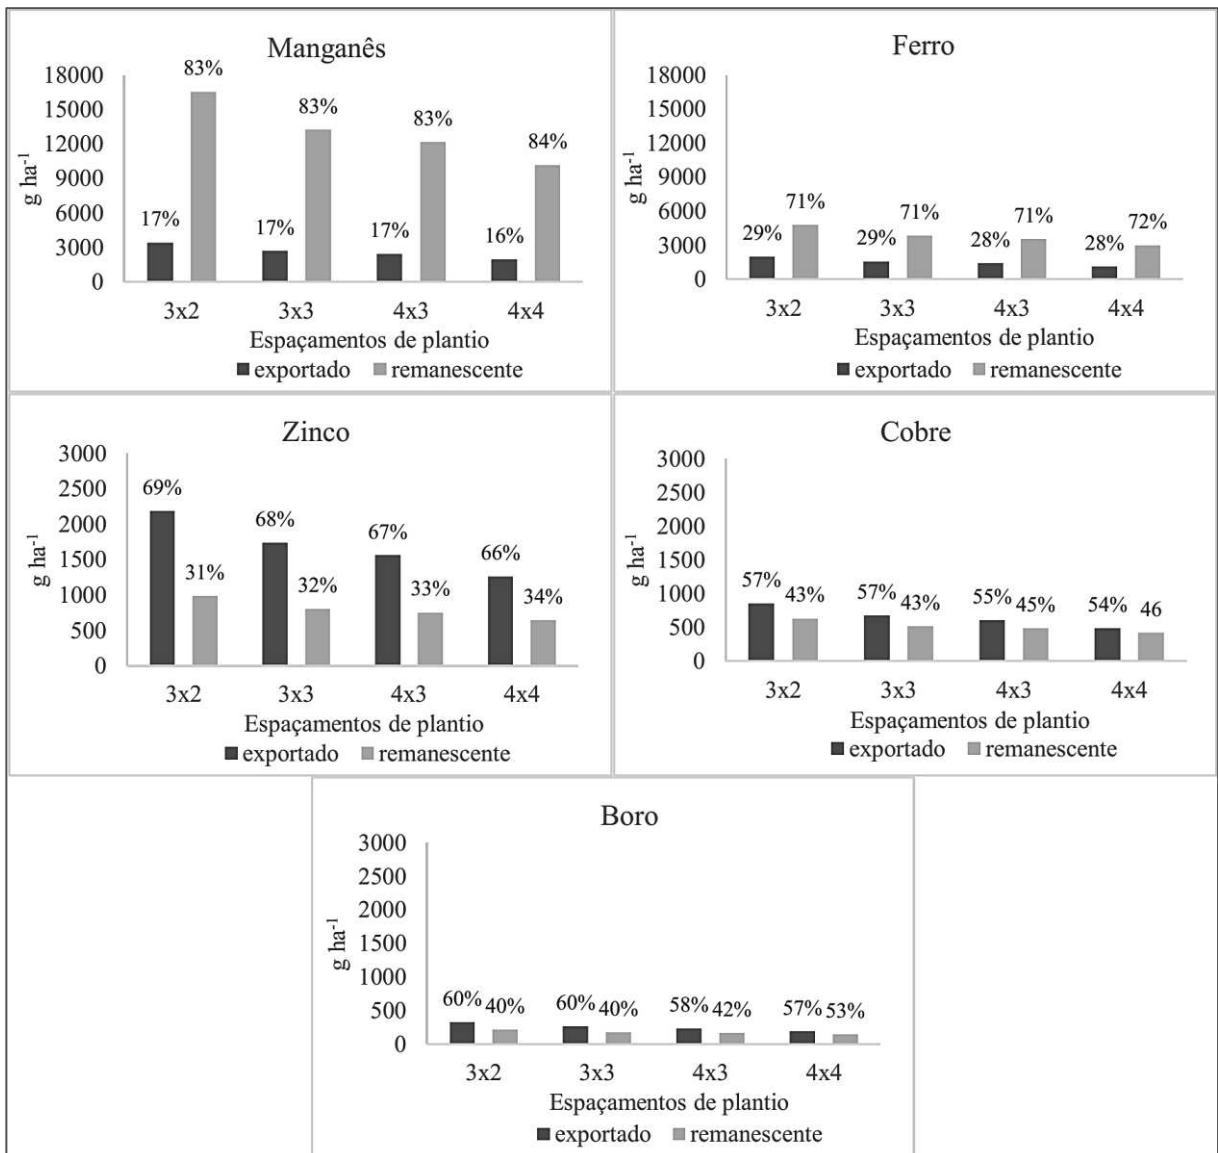 Manganês
g ha-1
18000
15000
12000
9000
6000
3000
0
17% 83% 17% 83% 17% 83% 16% 84%
3x2 3x3 4x3 4x4
Espaçamentos de plantio
exportado remanescente
Ferro
g ha-1
18000
15000
12000
9000
6000
3000
0
29% 71% 29% 71% 28% 71% 28% 72%
3x2 3x3 4x3 4x4
Espaçamentos de plantio
exportado remanescente
Zinco
g ha-1
3000
2500
2000
1500
1000
500
0
69% 31% 68% 32% 67% 33% 66% 34%
3x2 3x3 4x3 4x4
Espaçamentos de plantio
exportado remanescente
Cobre
g ha-1
3000
2500
2000
1500
1000
500
0
57% 43% 57% 43% 55% 45% 54% 46
3x2 3x3 4x3 4x4
Espaçamentos de plantio
exportado remanescente
Boro
g ha-1
3000
2500
2000
1500
1000
500
0
60% 40% 60% 40% 58% 42% 57% 53%
3x2 3x3 4x3 4x4
Espaçamentos de plantio
exportado remanescente